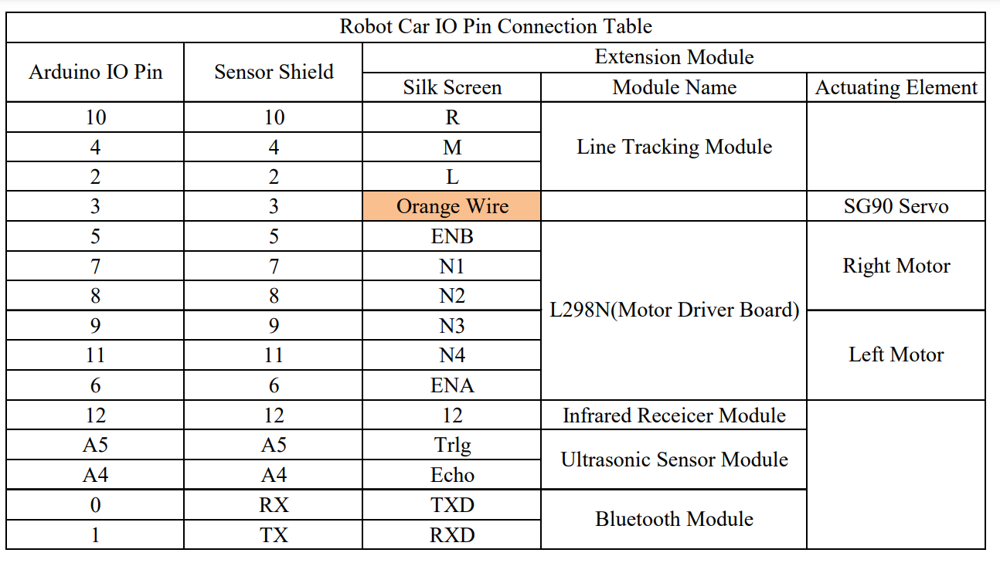 Robot Car IO Pin Connection Table
Arduino IO Pin Sensor Shield Extension Module
Silk Screen Module Name Actuating Element
10 10 R Line Tracking Module
4 4 M
2 2 L
3 3 Orange Wire SG90 Servo
5 5 ENB L298N(Motor Driver Board) Right Motor
7 7 N1
8 8 N2
9 9 N3 Left Motor
11 11 N4
6 6 ENA
12 12 12 Infrared Receicer Module
A5 A5 Trlg Ultrasonic Sensor Module
A4 A4 Echo
0 RX TXD Bluetooth Module
1 TX RXD